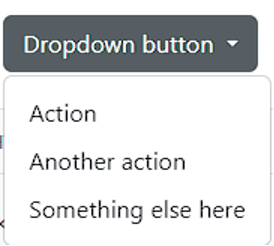 Dropdown button
Action
Another action
Something else here